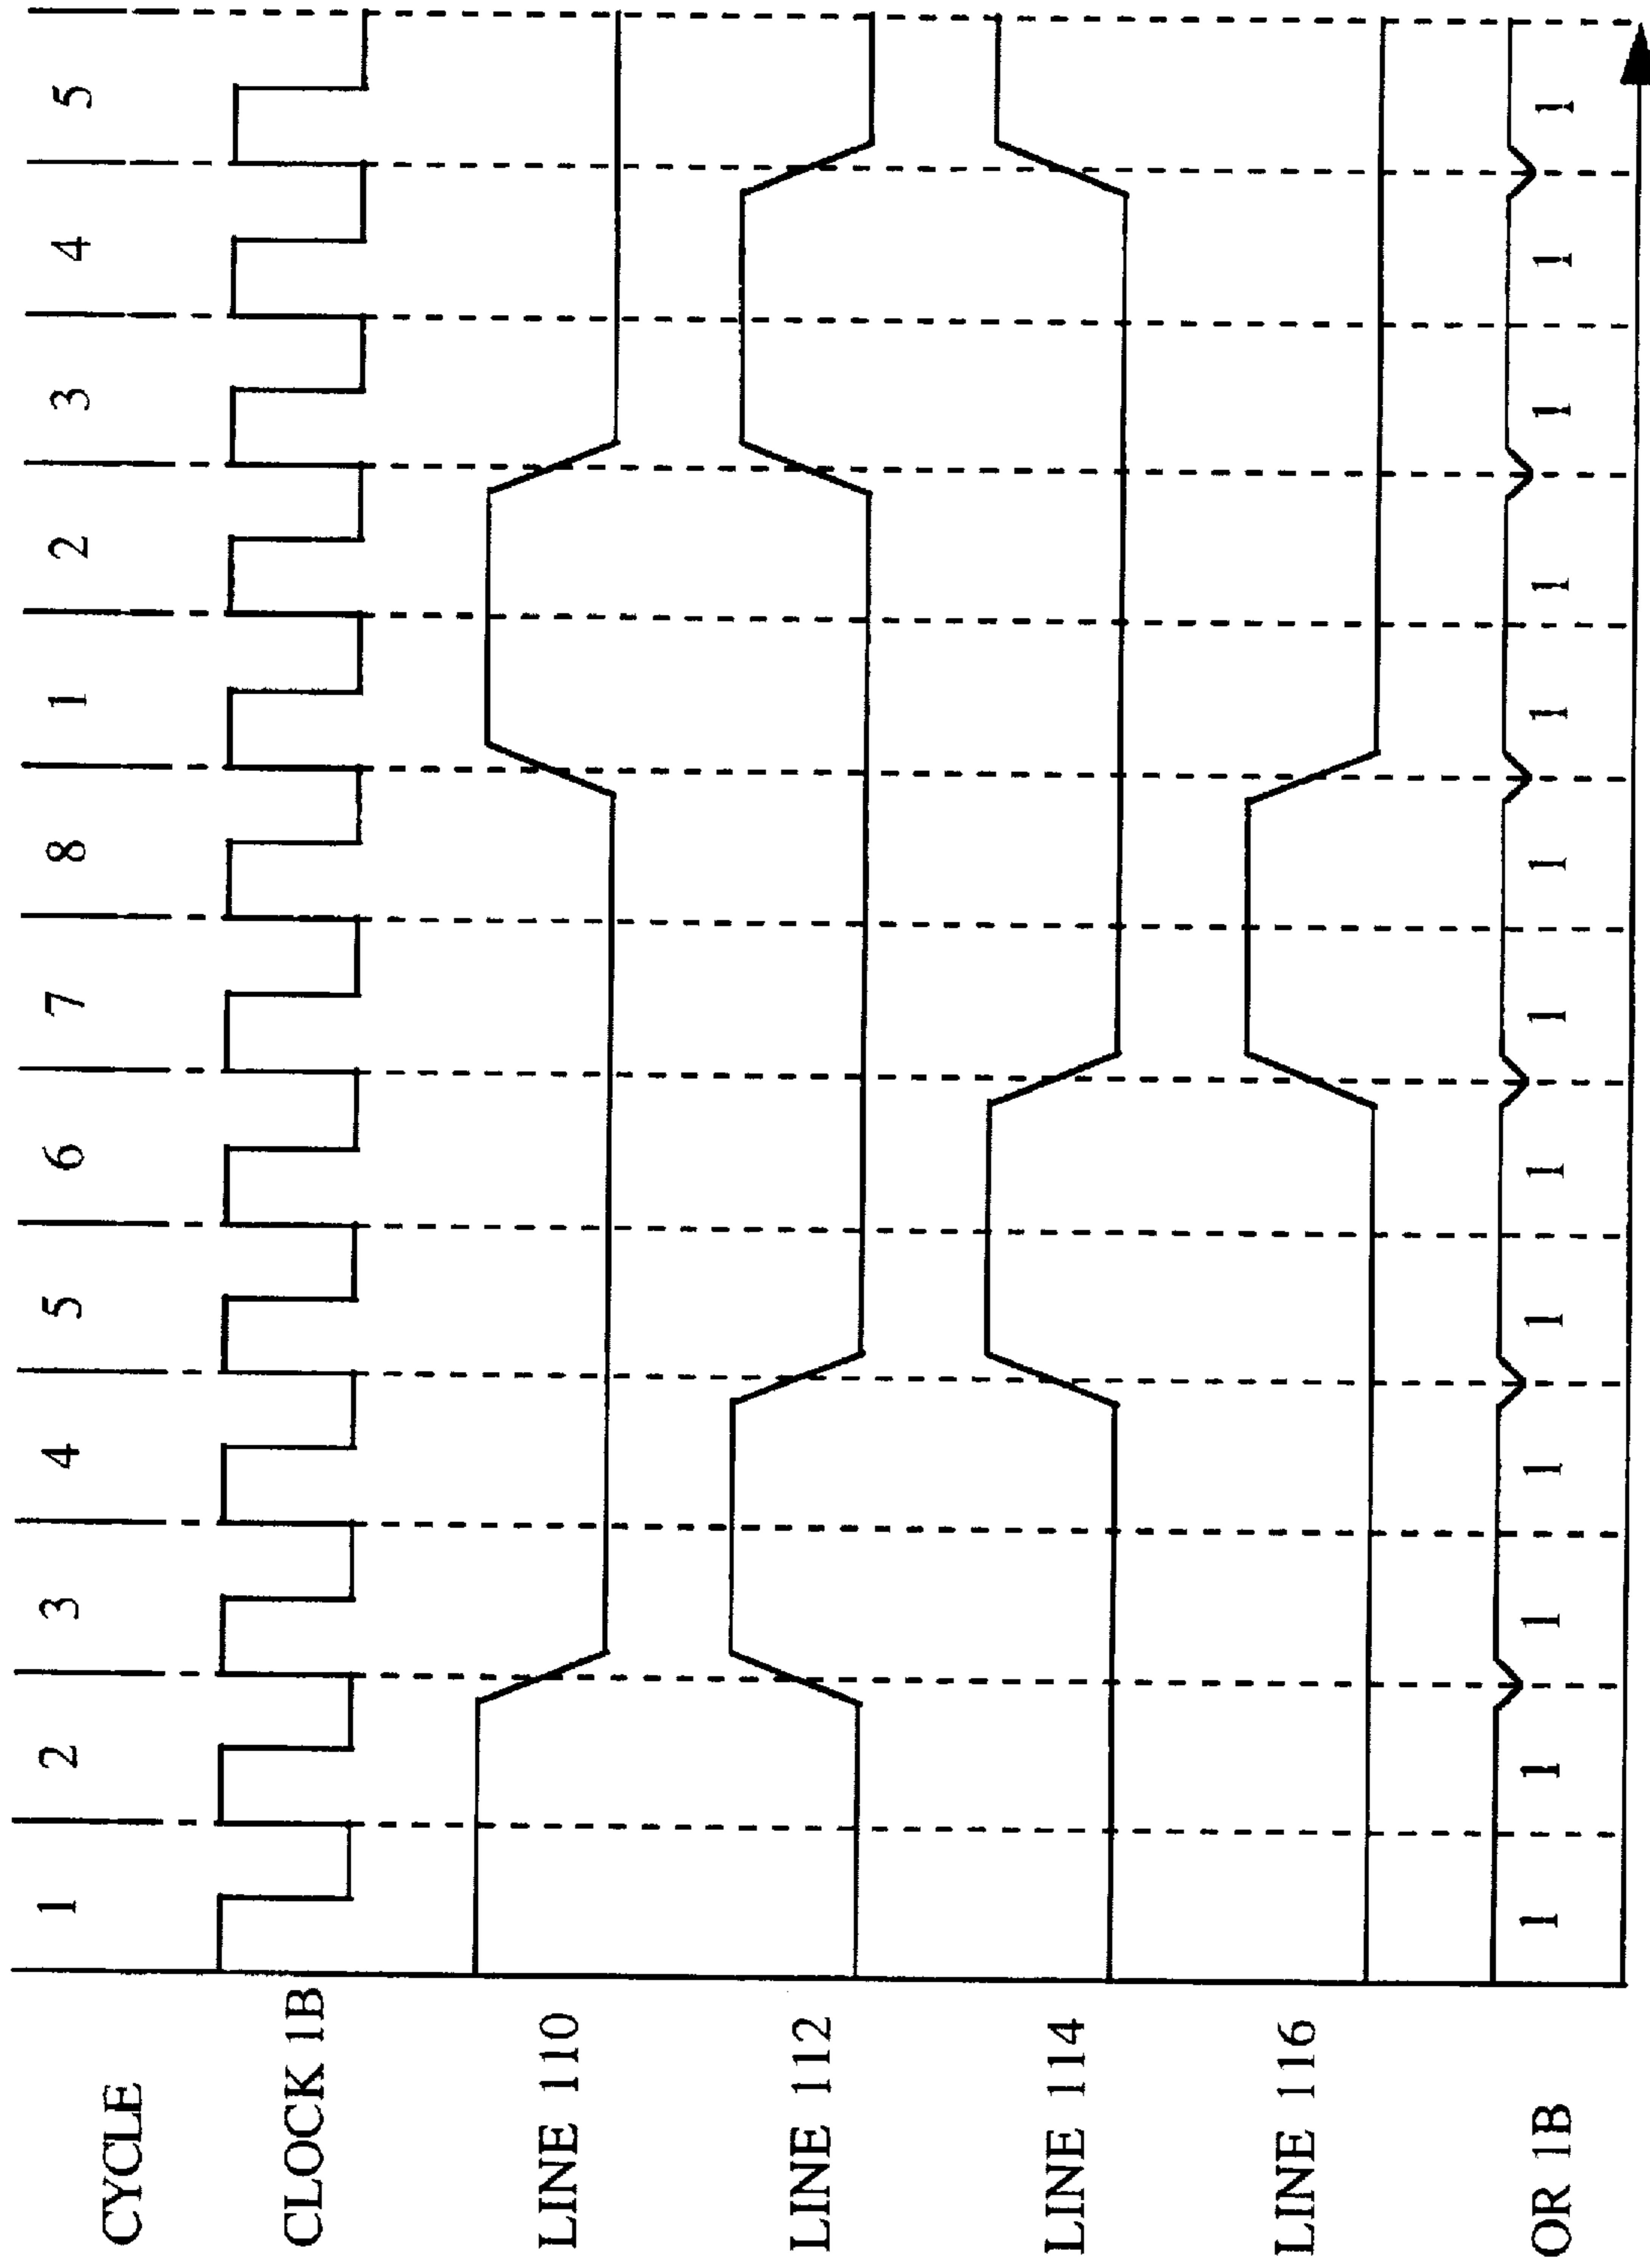 CYCLE 1 2 3 4 5 6 7 8 1 2 3 4 5
CLOCK 1B
LINE 110
LINE 112
LINE 114
LINE 116
OR 1B 1 1 1 1 1 1 1 1 1 1 1 1 1